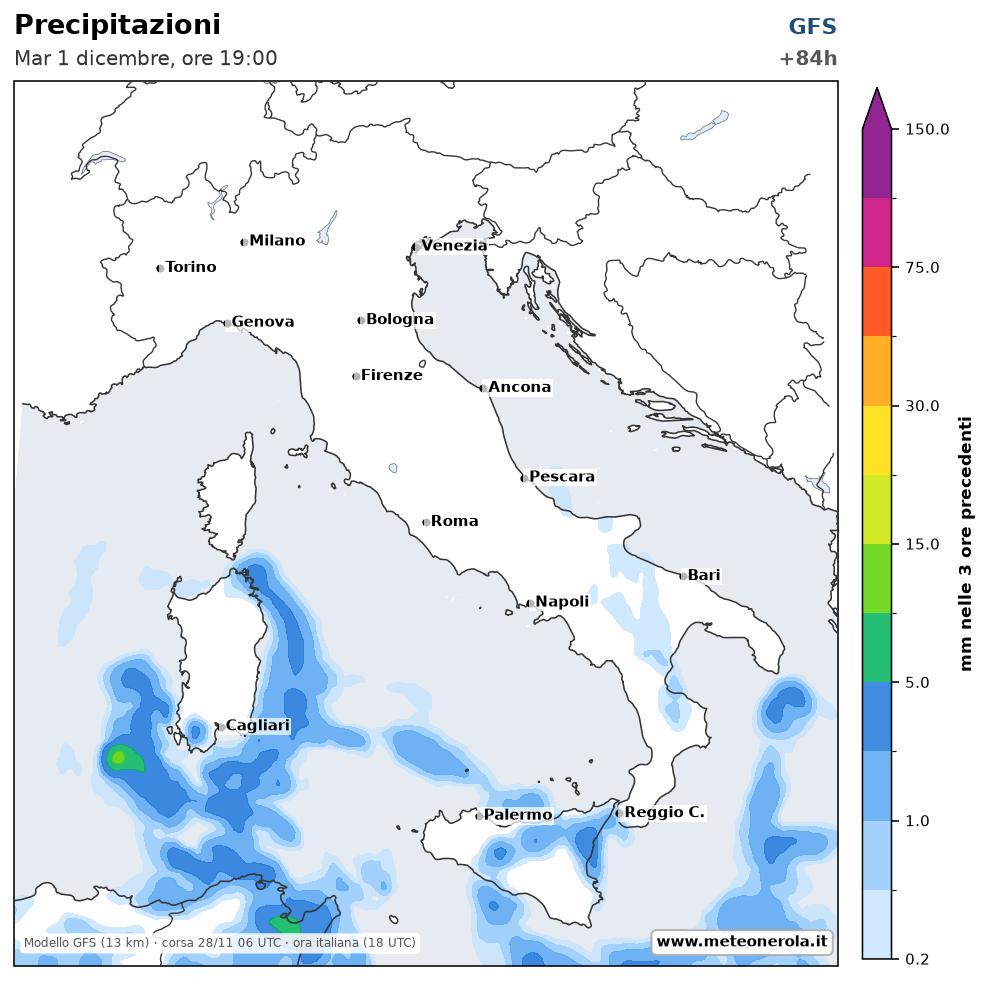 Precipitazioni
GFS
Mar 1 dicembre, ore 19:00
+84h
150.0
75.0
30.0
15.0
5.0
1.0
0.2
mm nelle 3 ore precedenti
Milano
Venezia
Torino
Genova
Bologna
Firenze
Ancona
Pescara
Roma
Bari
Napoli
Cagliari
Palermo
Reggio C.
Modello GFS (13 km) · corsa 28/11 06 UTC · ora italiana (18 UTC)
www.meteonerola.it